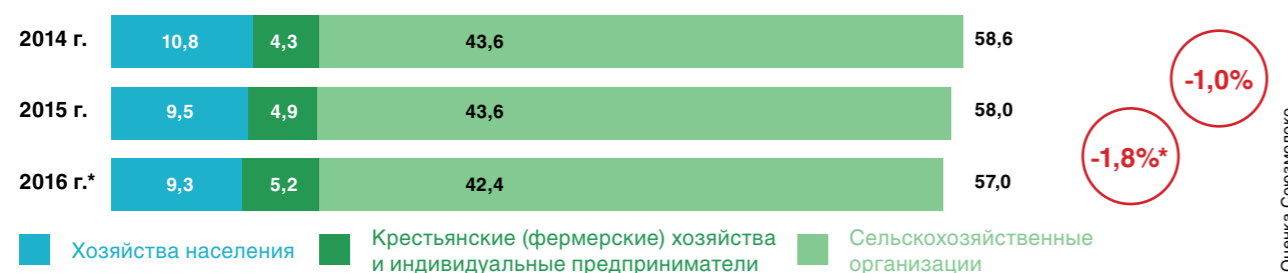 2014 г. 10,8 4,3 43,6 58,6
-1,0%
2015 г. 9,5 4,9 43,6 58,0
-1,8%*
2016 г.* 9,3 5,2 42,4 57,0
Хозяйства населения
Крестьянские (фермерские) хозяйства
и индивидуальные предприниматели
Сельскохозяйственные
организации
Оценка Союзмолоко